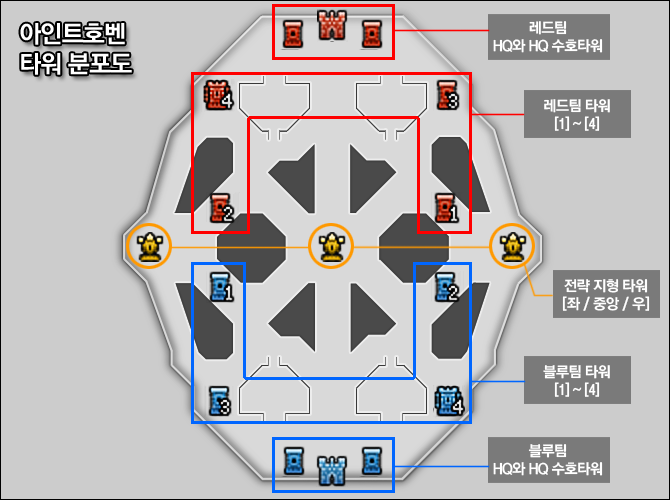 아인트호벤
타워 분포도
레드팀
HQ와 HQ 수호타워
4
3
레드팀 타워
[1] ~ [4]
2
1
전략 지형 타워
[좌 / 중앙 / 우]
1
2
블루팀 타워
[1] ~ [4]
3
4
블루팀
HQ와 HQ 수호타워